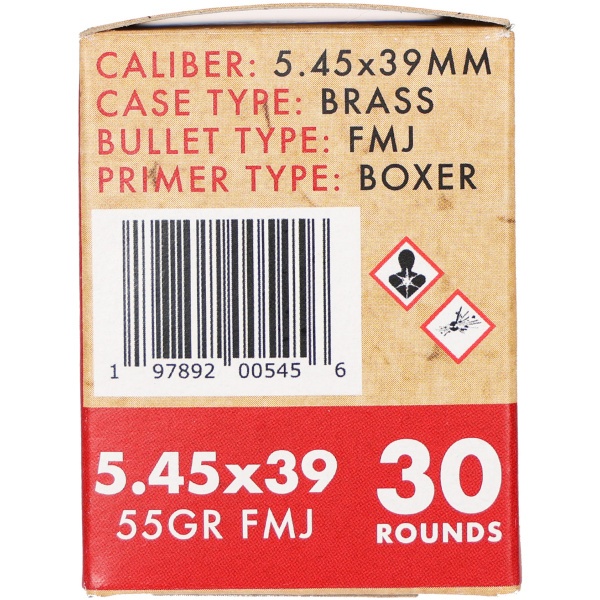 CALIBER: 5.45x39MM
CASE TYPE: BRASS
BULLET TYPE: FMJ
PRIMER TYPE: BOXER
1 97892 00545 6
5.45x39
55GR FMJ
30
ROUNDS